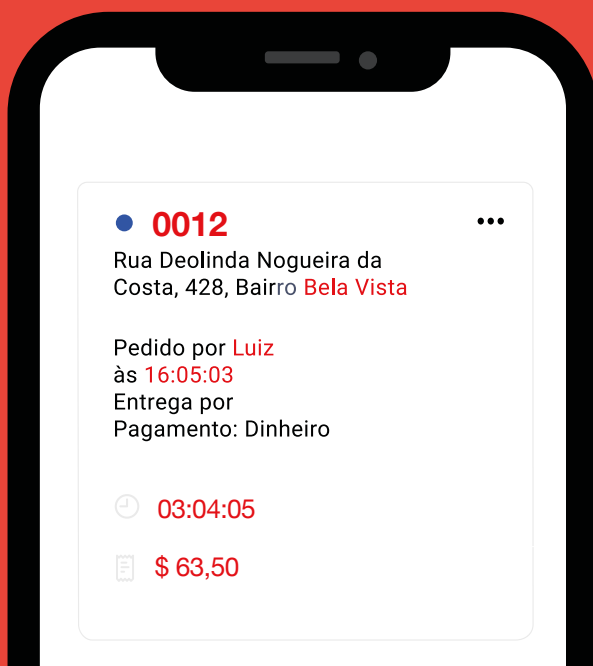 0012
Rua Deolinda Nogueira da
Costa, 428, Bairro Bela Vista
Pedido por Luiz
às 16:05:03
Entrega por
Pagamento: Dinheiro
03:04:05
$ 63,50